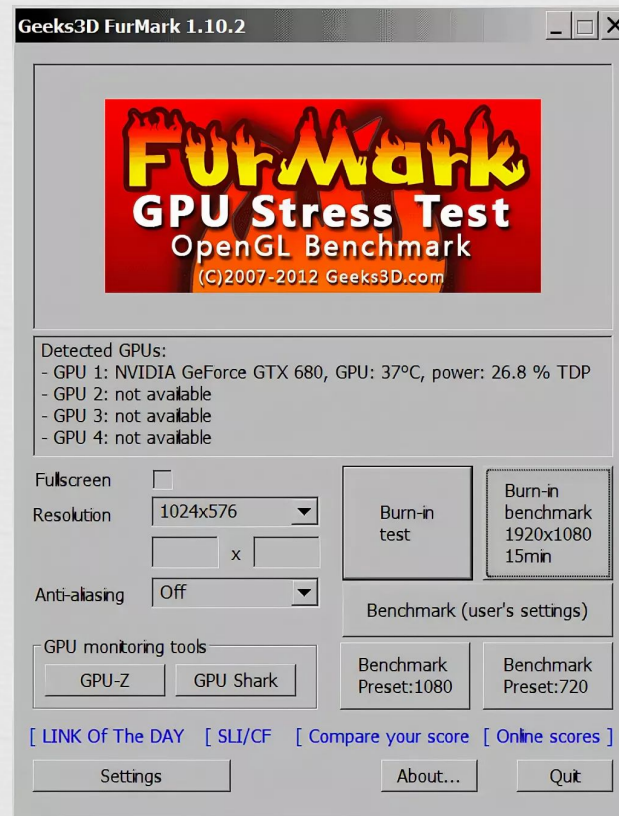 Geeks3D FurMark 1.10.2
FurMark
GPU Stress Test
OpenGL Benchmark
(C)2007-2012 Geeks3D.com
Detected GPUs:
- GPU 1: NVIDIA GeForce GTX 680, GPU: 37ºC, power: 26.8 % TDP
- GPU 2: not available
- GPU 3: not available
- GPU 4: not available
Fullscreen
Resolution
1024x576
x
Anti-aliasing
Off
Burn-in
test
Burn-in
benchmark
1920x1080
15min
Benchmark (user's settings)
GPU monitoring tools
GPU-Z
GPU Shark
Benchmark
Preset:1080
Benchmark
Preset:720
[ LINK Of The DAY
[ SLI/CF
[ Compare your score
[ Online scores ]
Settings
About...
Quit